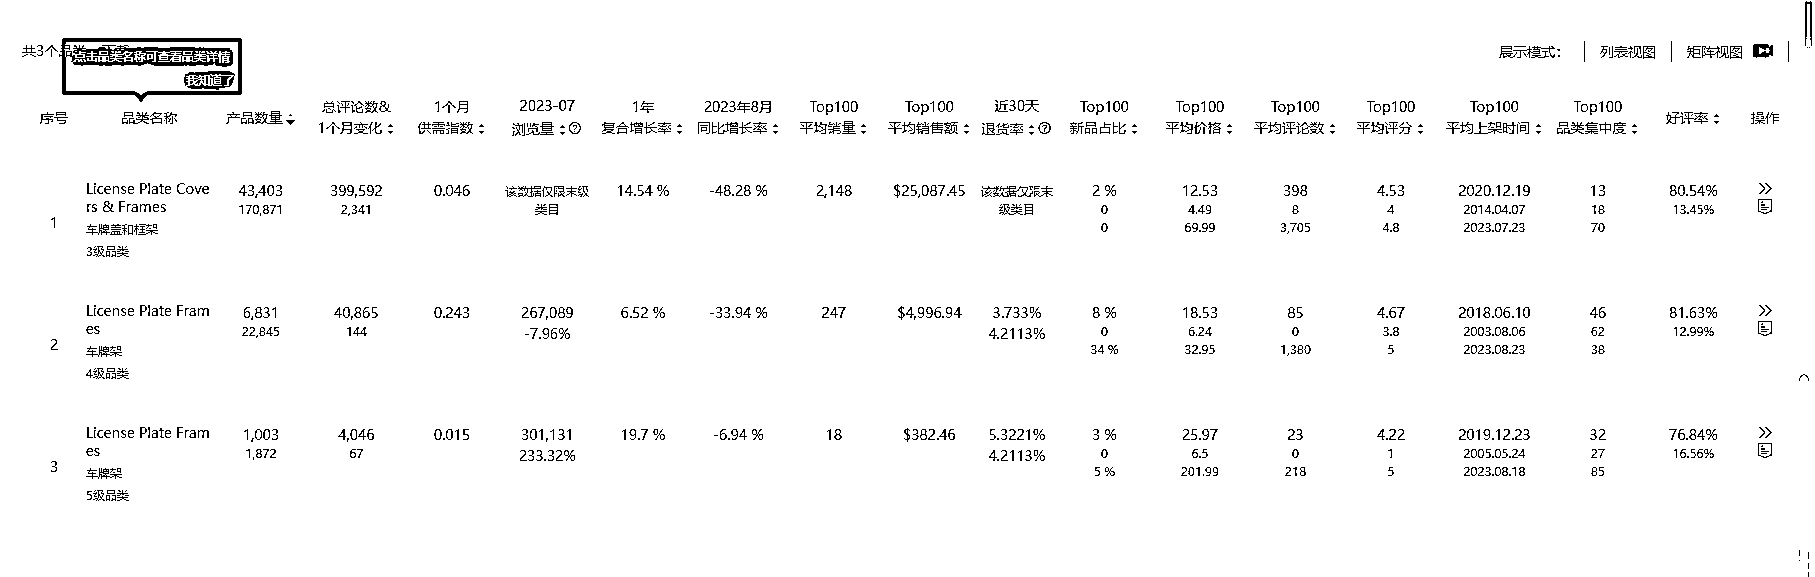 共3个品类
点击品类名称可查看品类详情
我知道了
展示模式： 列表视图 矩阵视图
序号 品类名称 产品数量 总评论数& 1个月变化 1个月 供需指数 2023-07 浏览量 1年 复合增长率 2023年8月 同比增长率 Top100 平均销量 Top100 平均销售额 近30天 退货率 Top100 新品占比 Top100 平均价格 Top100 平均评论数 Top100 平均评分 Top100 平均上架时间 Top100 品类集中度 好评率 操作
License Plate Cove 43,403 399,592 0.046 该数据仅限末级 14.54 % -48.28 % 2,148 $25,087.45 该数据仅限末 2 % 12.53 398 4.53 2020.12.19 13 80.54%
rs & Frames 170,871 2,341 类目 级类目 0 4.49 8 4 2014.04.07 18 13.45%
1 车牌盖和框架 0 69.99 3,705 4.8 2023.07.23 70
3级品类
License Plate Fram 6,831 40,865 0.243 267,089 6.52 % -33.94 % 247 $4,996.94 3.733% 8 % 18.53 85 4.67 2018.06.10 46 81.63%
es 22,845 144 -7.96% 4.2113% 0 6.24 0 3.8 2003.08.06 62 12.99%
2 车牌架 34 % 32.95 1,380 5 2023.08.23 38
4级品类
License Plate Fram 1,003 4,046 0.015 301,131 19.7 % -6.94 % 18 $382.46 5.3221% 3 % 25.97 23 4.22 2019.12.23 32 76.84%
es 1,872 67 233.32% 4.2113% 0 6.5 0 1 2005.05.24 27 16.56%
3 车牌架 5 % 201.99 218 5 2023.08.18 85
5级品类